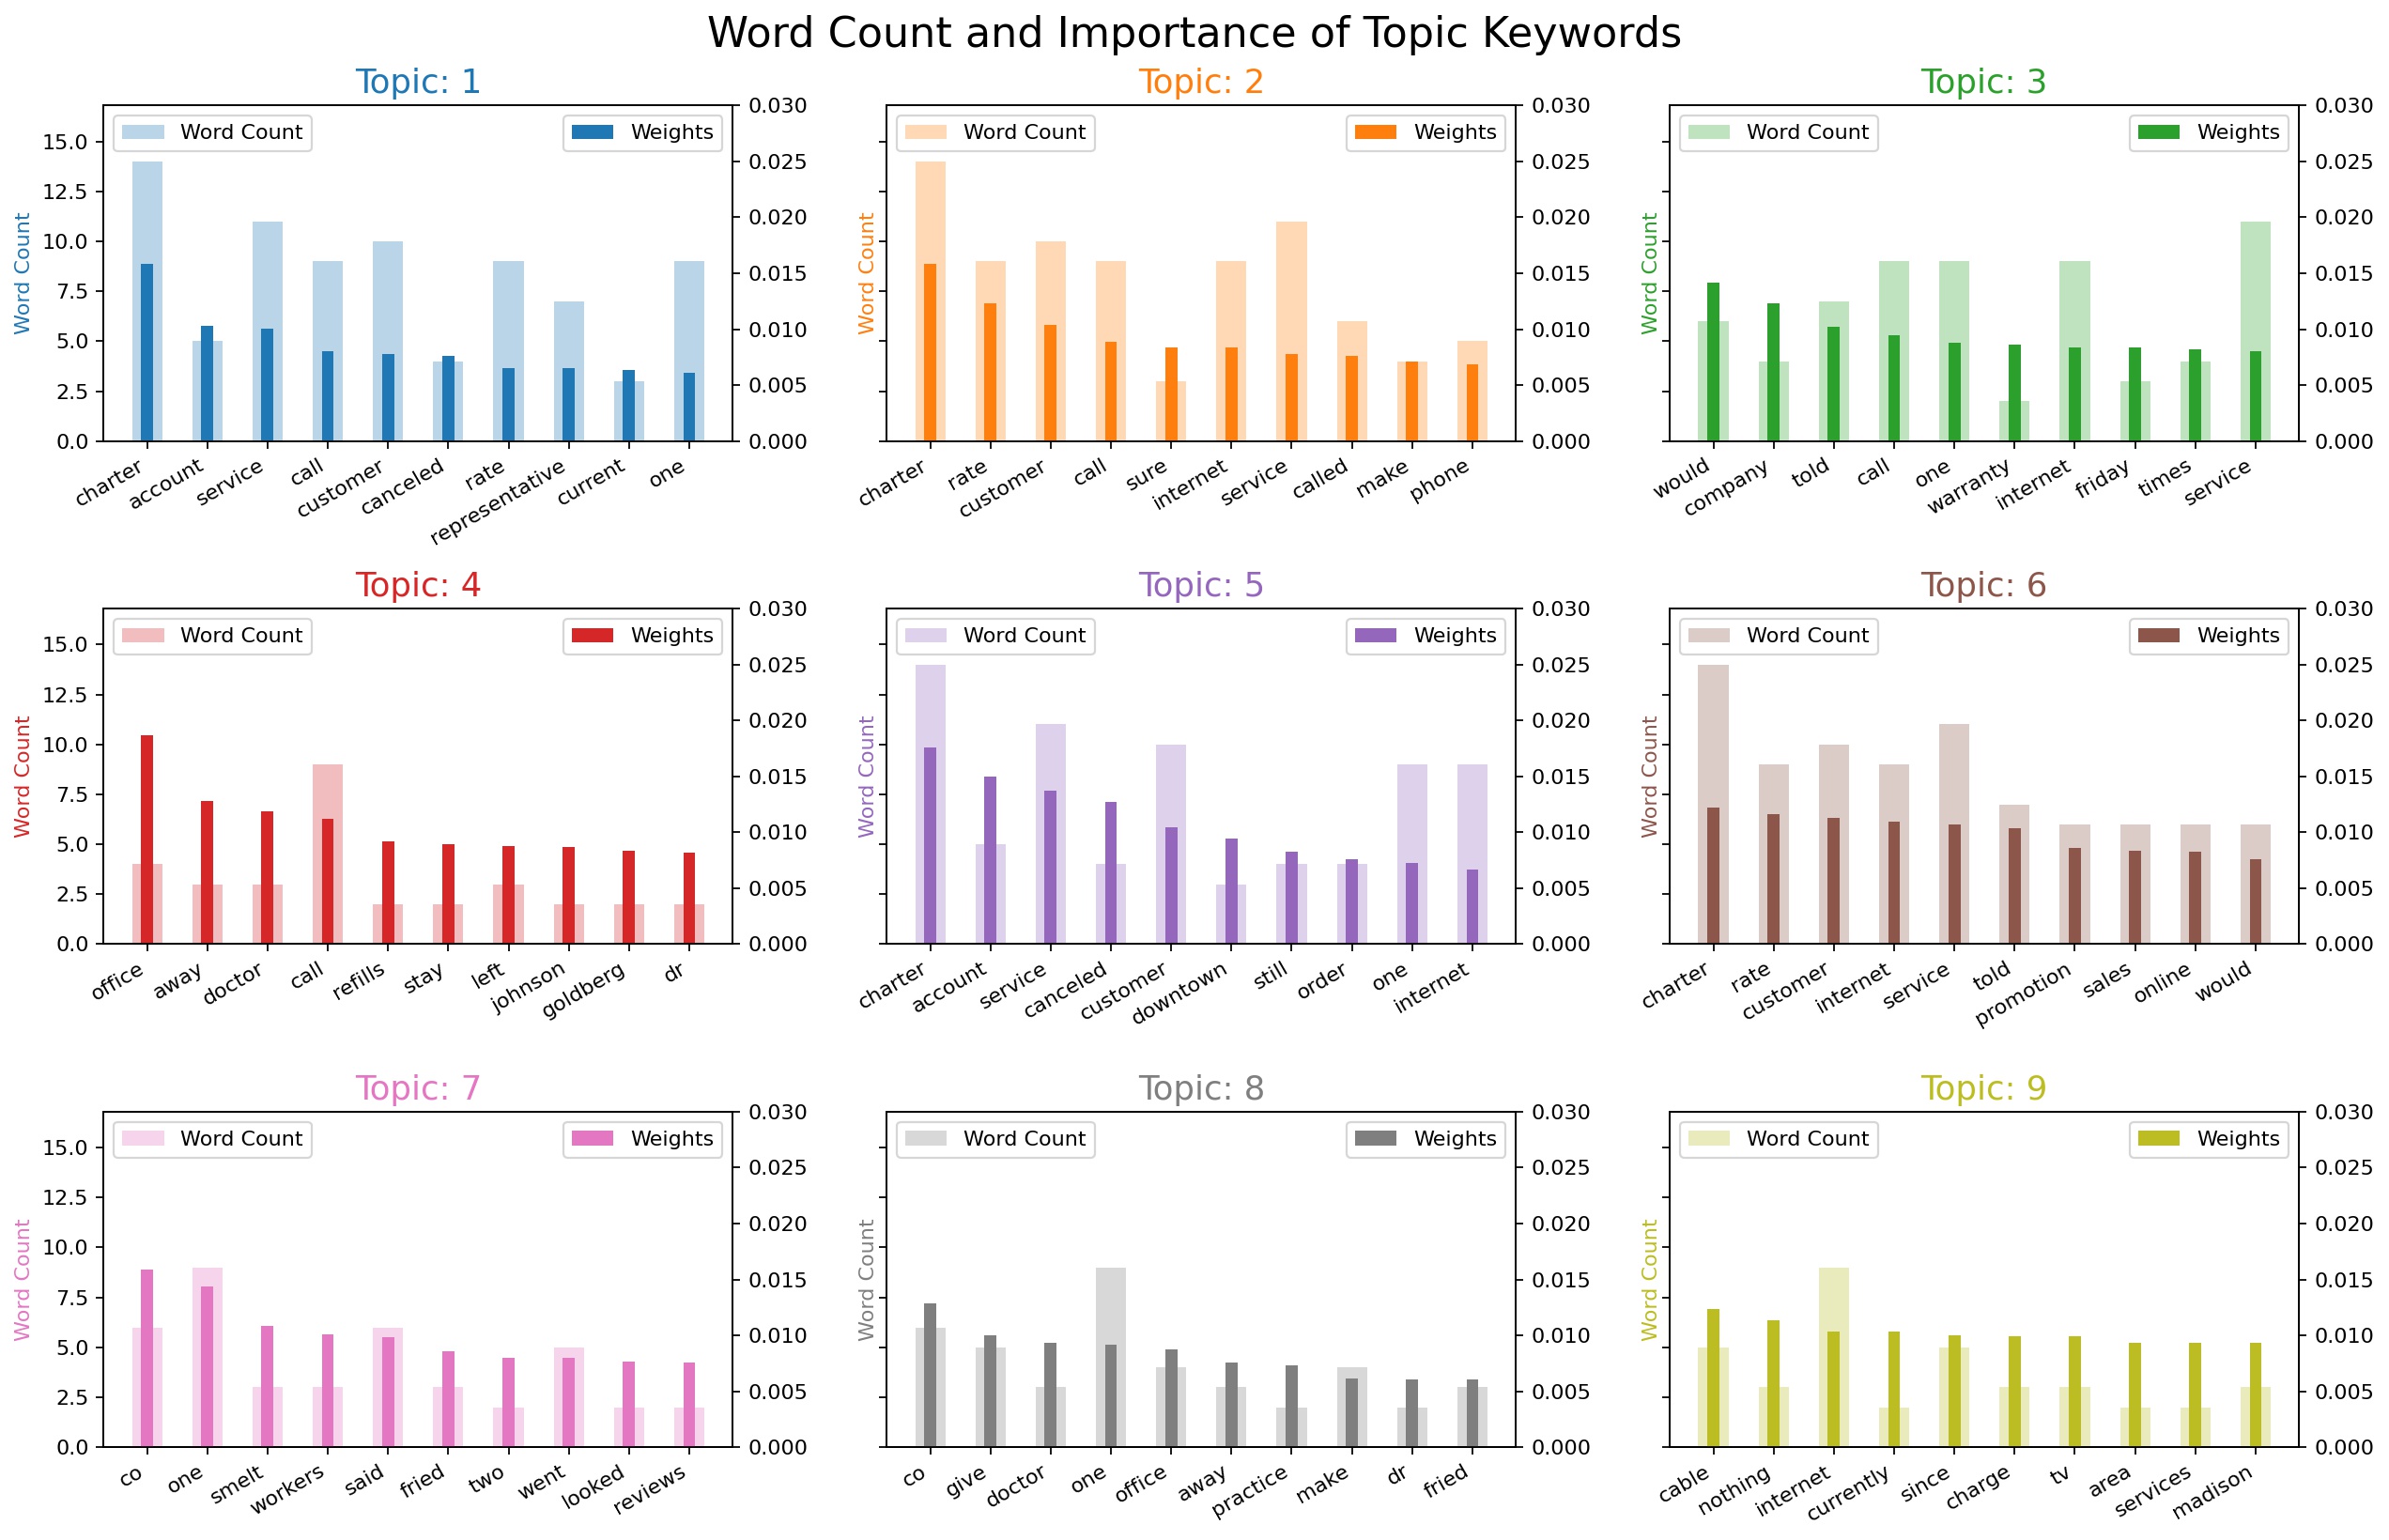 Word Count and Importance of Topic Keywords
Topic: 1
Word Count
Weights
Word Count
15.0
12.5
10.0
7.5
5.0
2.5
0.0
0.030
0.025
0.020
0.015
0.010
0.005
0.000
charter account service call customer canceled rate representative current one
Topic: 2
Word Count
Weights
Word Count
0.030
0.025
0.020
0.015
0.010
0.005
0.000
charter rate customer call sure internet service called make phone
Topic: 3
Word Count
Weights
Word Count
0.030
0.025
0.020
0.015
0.010
0.005
0.000
would company told call one warranty internet friday times service
Topic: 4
Word Count
Weights
Word Count
15.0
12.5
10.0
7.5
5.0
2.5
0.0
0.030
0.025
0.020
0.015
0.010
0.005
0.000
office away doctor call refills stay left johnson goldberg dr
Topic: 5
Word Count
Weights
Word Count
0.030
0.025
0.020
0.015
0.010
0.005
0.000
charter account service canceled customer downtown still order one internet
Topic: 6
Word Count
Weights
Word Count
0.030
0.025
0.020
0.015
0.010
0.005
0.000
charter rate customer internet service told promotion sales online would
Topic: 7
Word Count
Weights
Word Count
15.0
12.5
10.0
7.5
5.0
2.5
0.0
0.030
0.025
0.020
0.015
0.010
0.005
0.000
co one smelt workers said fried two went looked reviews
Topic: 8
Word Count
Weights
Word Count
0.030
0.025
0.020
0.015
0.010
0.005
0.000
co give doctor one office away practice make dr fried
Topic: 9
Word Count
Weights
Word Count
0.030
0.025
0.020
0.015
0.010
0.005
0.000
cable nothing internet currently since charge tv area services madison